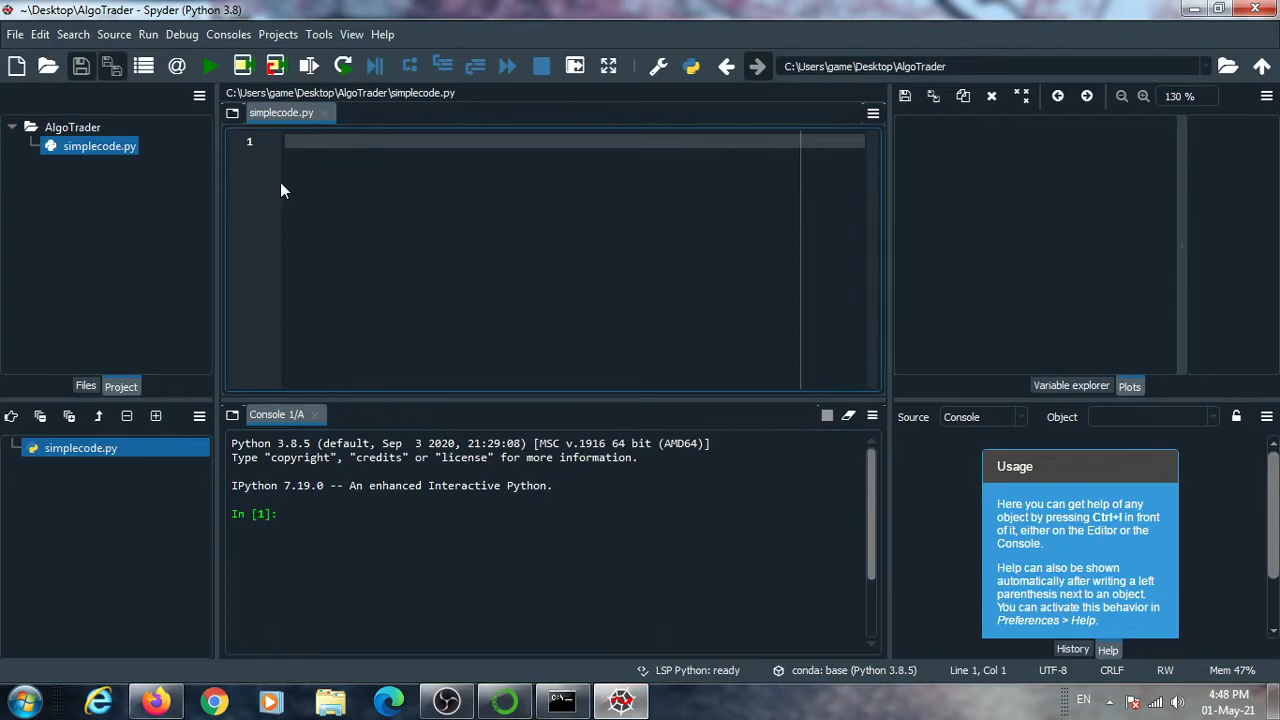 ~\Desktop\AlgoTrader - Spyder (Python 3.8)
File Edit Search Source Run Debug Consoles Projects Tools View Help
C:\Users\game\Desktop\AlgoTrader
C:\Users\game\Desktop\AlgoTrader\simplecode.py
simplecode.py
130 %
AlgoTrader
simplecode.py
1
Files Project
Variable explorer Plots
simplecode.py
Console 1/A
Source Console Object
Python 3.8.5 (default, Sep  3 2020, 21:29:08) [MSC v.1916 64 bit (AMD64)]
Type "copyright", "credits" or "license" for more information.
IPython 7.19.0 -- An enhanced Interactive Python.
In [1]:
Usage
Here you can get help of any
object by pressing Ctrl+I in front
of it, either on the Editor or the
Console.
Help can also be shown
automatically after writing a left
parenthesis next to an object.
You can activate this behavior in
Preferences > Help.
History Help
LSP Python: ready conda: base (Python 3.8.5) Line 1, Col 1 UTF-8 CRLF RW Mem 47%
EN
4:48 PM
01-May-21